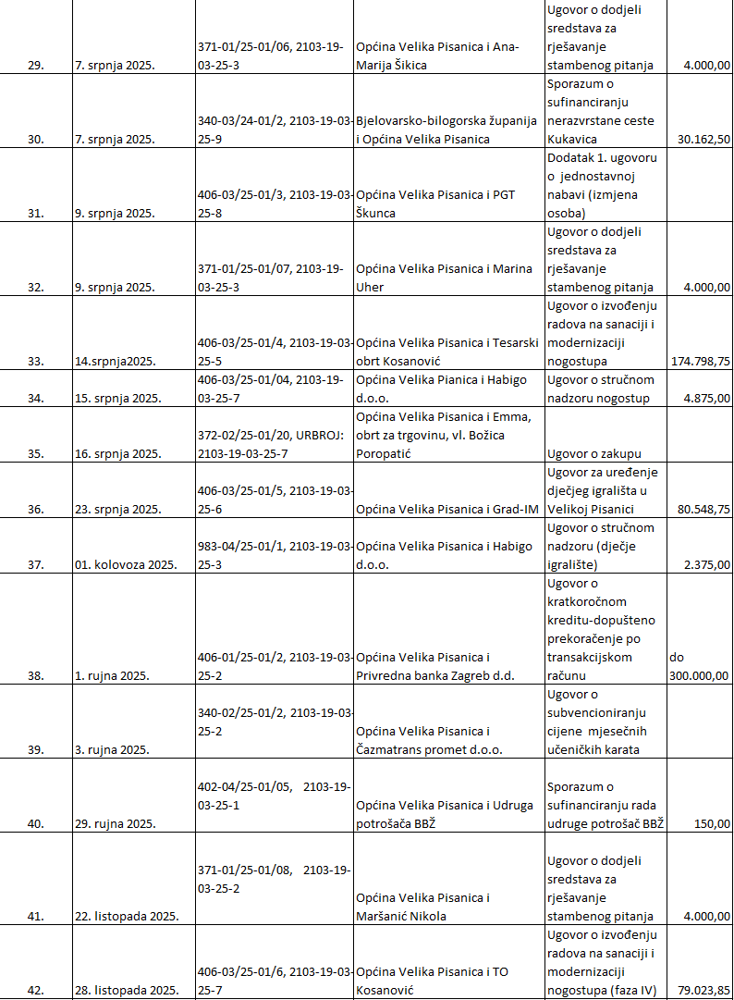 29. 7. srpnja 2025. 371-01/25-01/06, 2103-19-
03-25-3 Općina Velika Pisanica i Ana-
Marija Šikica Ugovor o dodjeli
sredstava za
rješavanje
stambenog pitanja 4.000,00
30. 7. srpnja 2025. 340-03/24-01/2, 2103-19-03-
25-9 Bjelovarsko-bilogorska županija
i Općina Velika Pisanica Sporazum o
sufinanciranju
nerazvrstane ceste
Kukavica 30.162,50
31. 9. srpnja 2025. 406-03/25-01/3, 2103-19-03-
25-8 Općina Velika Pisanica i PGT
Škunca Dodatak 1. ugovoru
o  jednostavnoj
nabavi (izmjena
osoba)
32. 9. srpnja 2025. 371-01/25-01/07, 2103-19-
03-25-3 Općina Velika Pisanica i Marina
Uher Ugovor o dodjeli
sredstava za
rješavanje
stambenog pitanja 4.000,00
33. 14.srpnja2025. 406-03/25-01/4, 2103-19-03-
25-5 Općina Velika Pisanica i Tesarski
obrt Kosanović Ugovor o izvođenju
radova na sanaciji i
modernizaciji
nogostupa 174.798,75
34. 15. srpnja 2025. 406-03/25-01/04, 2103-19-
03-25-7 Općina Velika Pianica i Habigo
d.o.o. Ugovor o stručnom
nadzoru nogostup 4.875,00
35. 16. srpnja 2025. 372-02/25-01/20, URBROJ:
2103-19-03-25-7 Općina Velika Pisanica i Emma,
obrt za trgovinu, vl. Božica
Poropatić Ugovor o zakupu
36. 23. srpnja 2025. 406-03/25-01/5, 2103-19-03-
25-6 Općina Velika Pisanica i Grad-IM Ugovor za uređenje
dječjeg igrališta u
Velikoj Pisanici 80.548,75
37. 01. kolovoza 2025. 983-04/25-01/1, 2103-19-03-
25-3 Općina Velika Pisanica i Habigo
d.o.o. Ugovor o stručnom
nadzoru (dječje
igralište) 2.375,00
38. 1. rujna 2025. 406-01/25-01/2, 2103-19-03-
25-2 Općina Velika Pisanica i
Privredna banka Zagreb d.d. Ugovor o
kratkoročnom
kreditu-dopušteno
prekoračenje po
transakcijskom
računu do
300.000,00
39. 3. rujna 2025. 340-02/25-01/2, 2103-19-03-
25-2 Općina Velika Pisanica i
Čazmatrans promet d.o.o. Ugovor o
subvencioniranju
cijene  mjesečnih
učeničkih karata
40. 29. rujna 2025. 402-04/25-01/05,   2103-19-
03-25-1 Općina Velika Pisanica i Udruga
potrošača BBŽ Sporazum o
sufinanciranju rada
udruge potrošač BBŽ 150,00
41. 22. listopada 2025. 371-01/25-01/08,   2103-19-
03-25-2 Općina Velika Pisanica i
Maršanić Nikola Ugovor o dodjeli
sredstava za
rješavanje
stambenog pitanja 4.000,00
42. 28. listopada 2025. 406-03/25-01/6, 2103-19-03-
25-7 Općina Velika Pisanica i TO
Kosanović Ugovor o izvođenju
radova na sanaciji i
modernizaciji
nogostupa (faza IV) 79.023,85